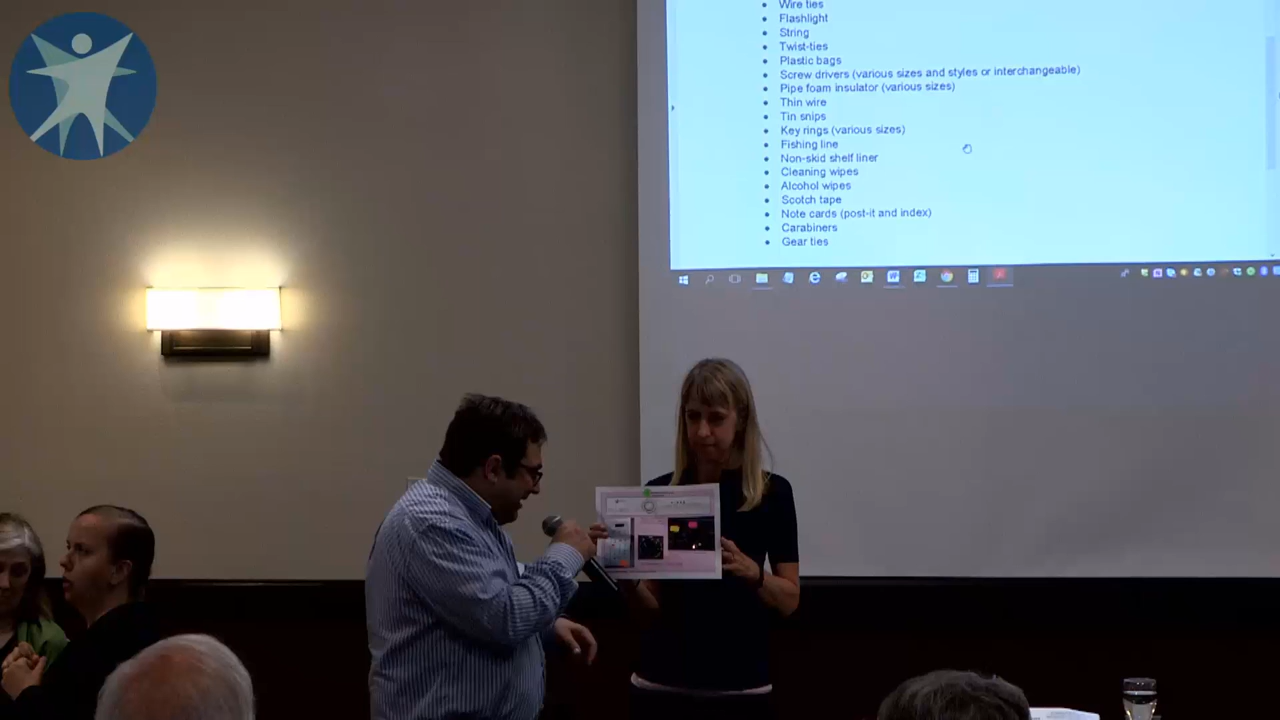 Wire ties
Flashlight
String
Twist-ties
Plastic bags
Screw drivers (various sizes and styles or interchangeable)
Pipe foam insulator (various sizes)
Thin wire
Tin snips
Key rings (various sizes)
Fishing line
Non-skid shelf liner
Cleaning wipes
Alcohol wipes
Scotch tape
Note cards (post-it and index)
Carabiners
Gear ties